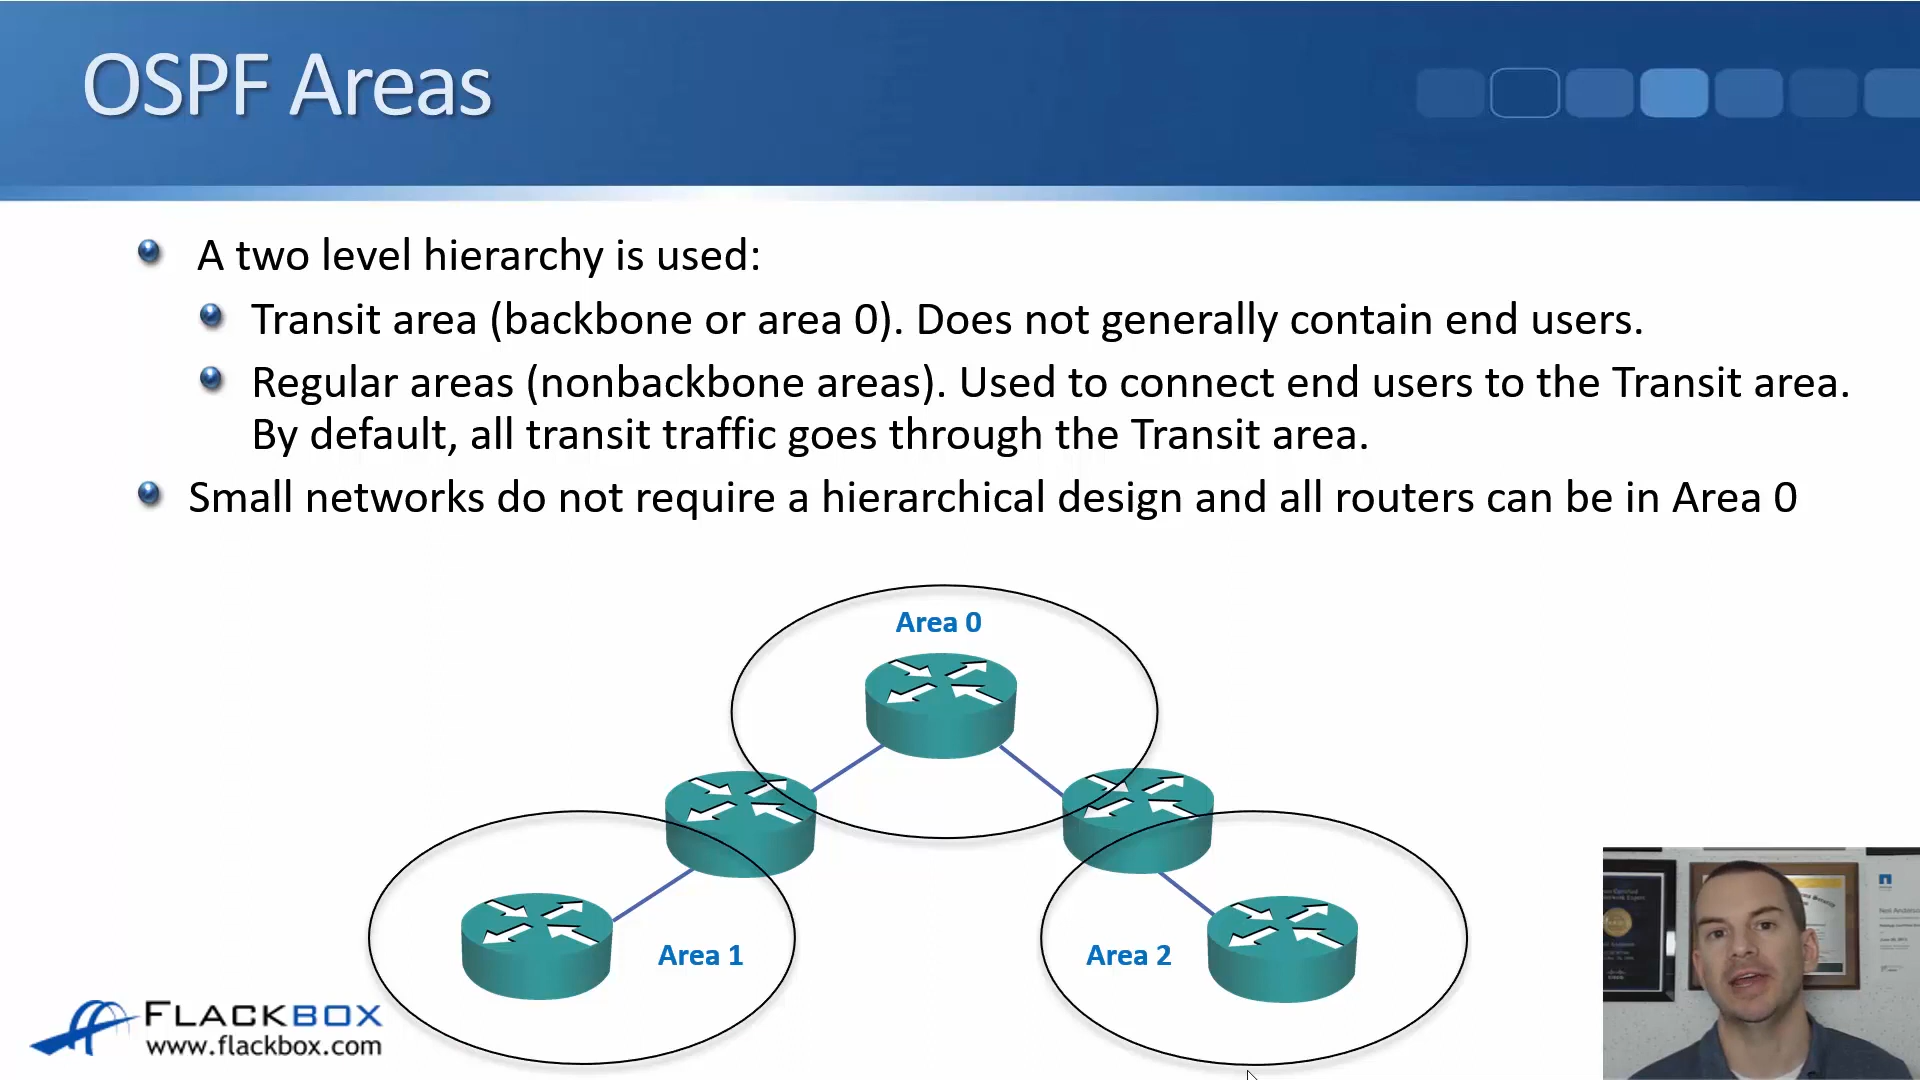 OSPF Areas
A two level hierarchy is used:
Transit area (backbone or area 0). Does not generally contain end users.
Regular areas (nonbackbone areas). Used to connect end users to the Transit area.
By default, all transit traffic goes through the Transit area.
Small networks do not require a hierarchical design and all routers can be in Area 0
Area 0
Area 1
Area 2
FLACKBOX
www.flackbox.com